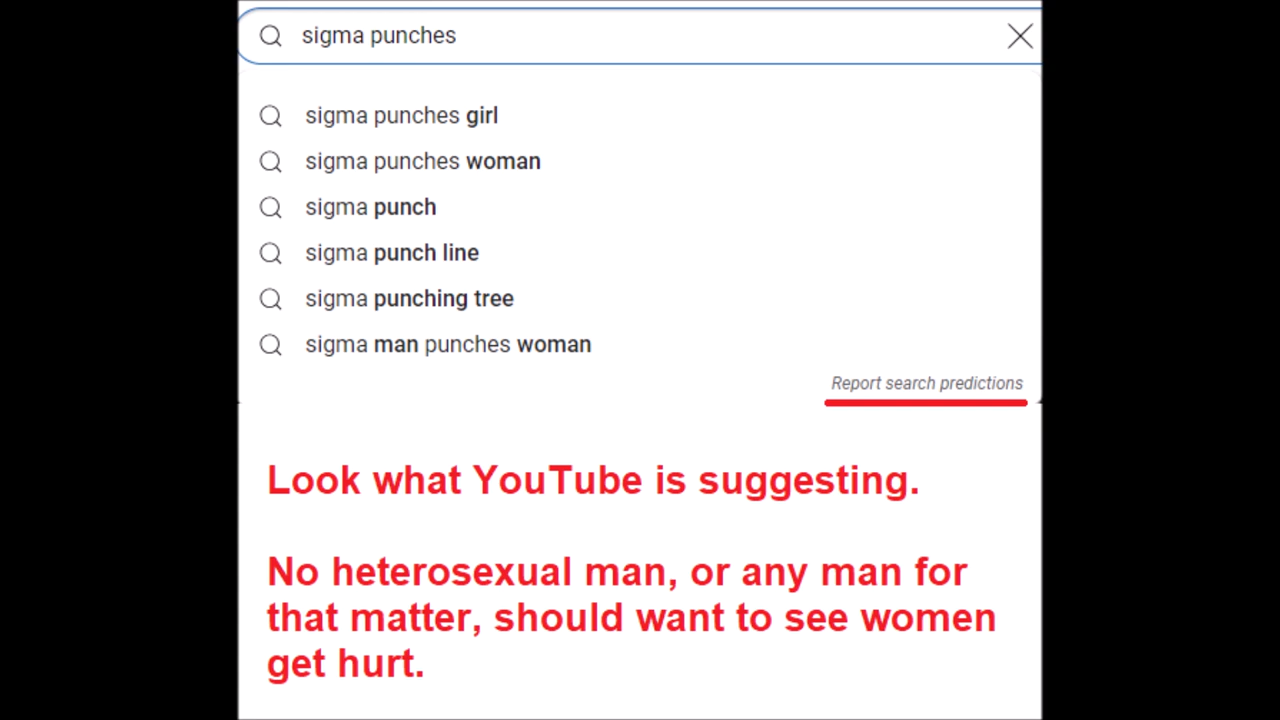 sigma punches
sigma punches girl
sigma punches woman
sigma punch
sigma punch line
sigma punching tree
sigma man punches woman
Report search predictions
Look what YouTube is suggesting.
No heterosexual man, or any man for
that matter, should want to see women
get hurt.